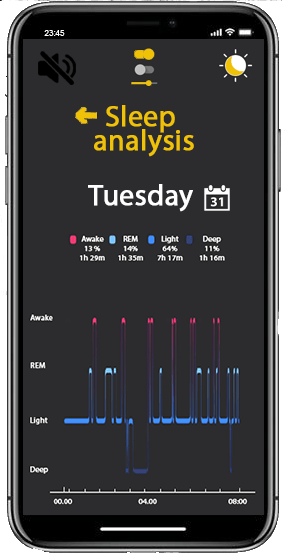 23:45
Sleep
analysis
Tuesday
31
Awake REM Light Deep
13% 14% 64% 11%
1h 29m 1h 35m 7h 17m 1h 16m
Awake
REM
Light
Deep
00.00 04.00 08:00